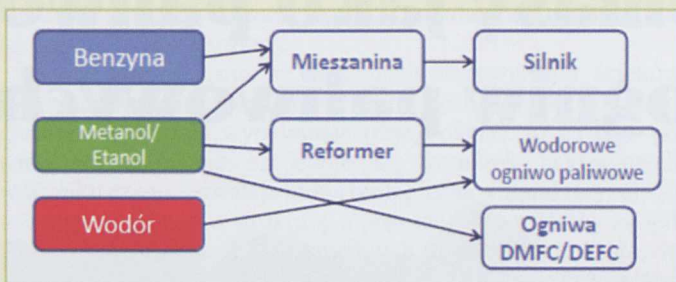 Benzyna
Mieszanina
Silnik
Metanol/
Etanol
Reformer
Wodorowe
ogniwo paliwowe
Wodór
Ogniwa
DMFC/DEFC